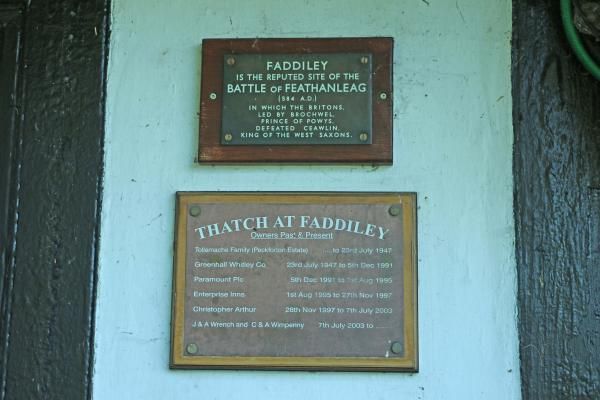 FADDILEY
IS THE REPUTED SITE OF THE
BATTLE OF FEATHANLEAG
(584 A.D.)
IN WHICH THE BRITONS,
LED BY BROCHWEL,
PRINCE OF POWYS,
DEFEATED CEAWLIN,
KING OF THE WEST SAXONS.
THATCH AT FADDILEY
Owners Past & Present
Tollemache Family (Peckforton Estate) ..... to 23rd July 1947
Greenhall Whitley Co. 23rd July 1947 to 5th Dec 1991
Paramount Plc 5th Dec 1991 to 1st Aug 1995
Enterprise Inns 1st Aug 1995 to 27th Nov 1997
Christopher Arthur 28th Nov 1997 to 7th July 2003
J & A Wrench and C & A Wimpenny 7th July 2003 to .....